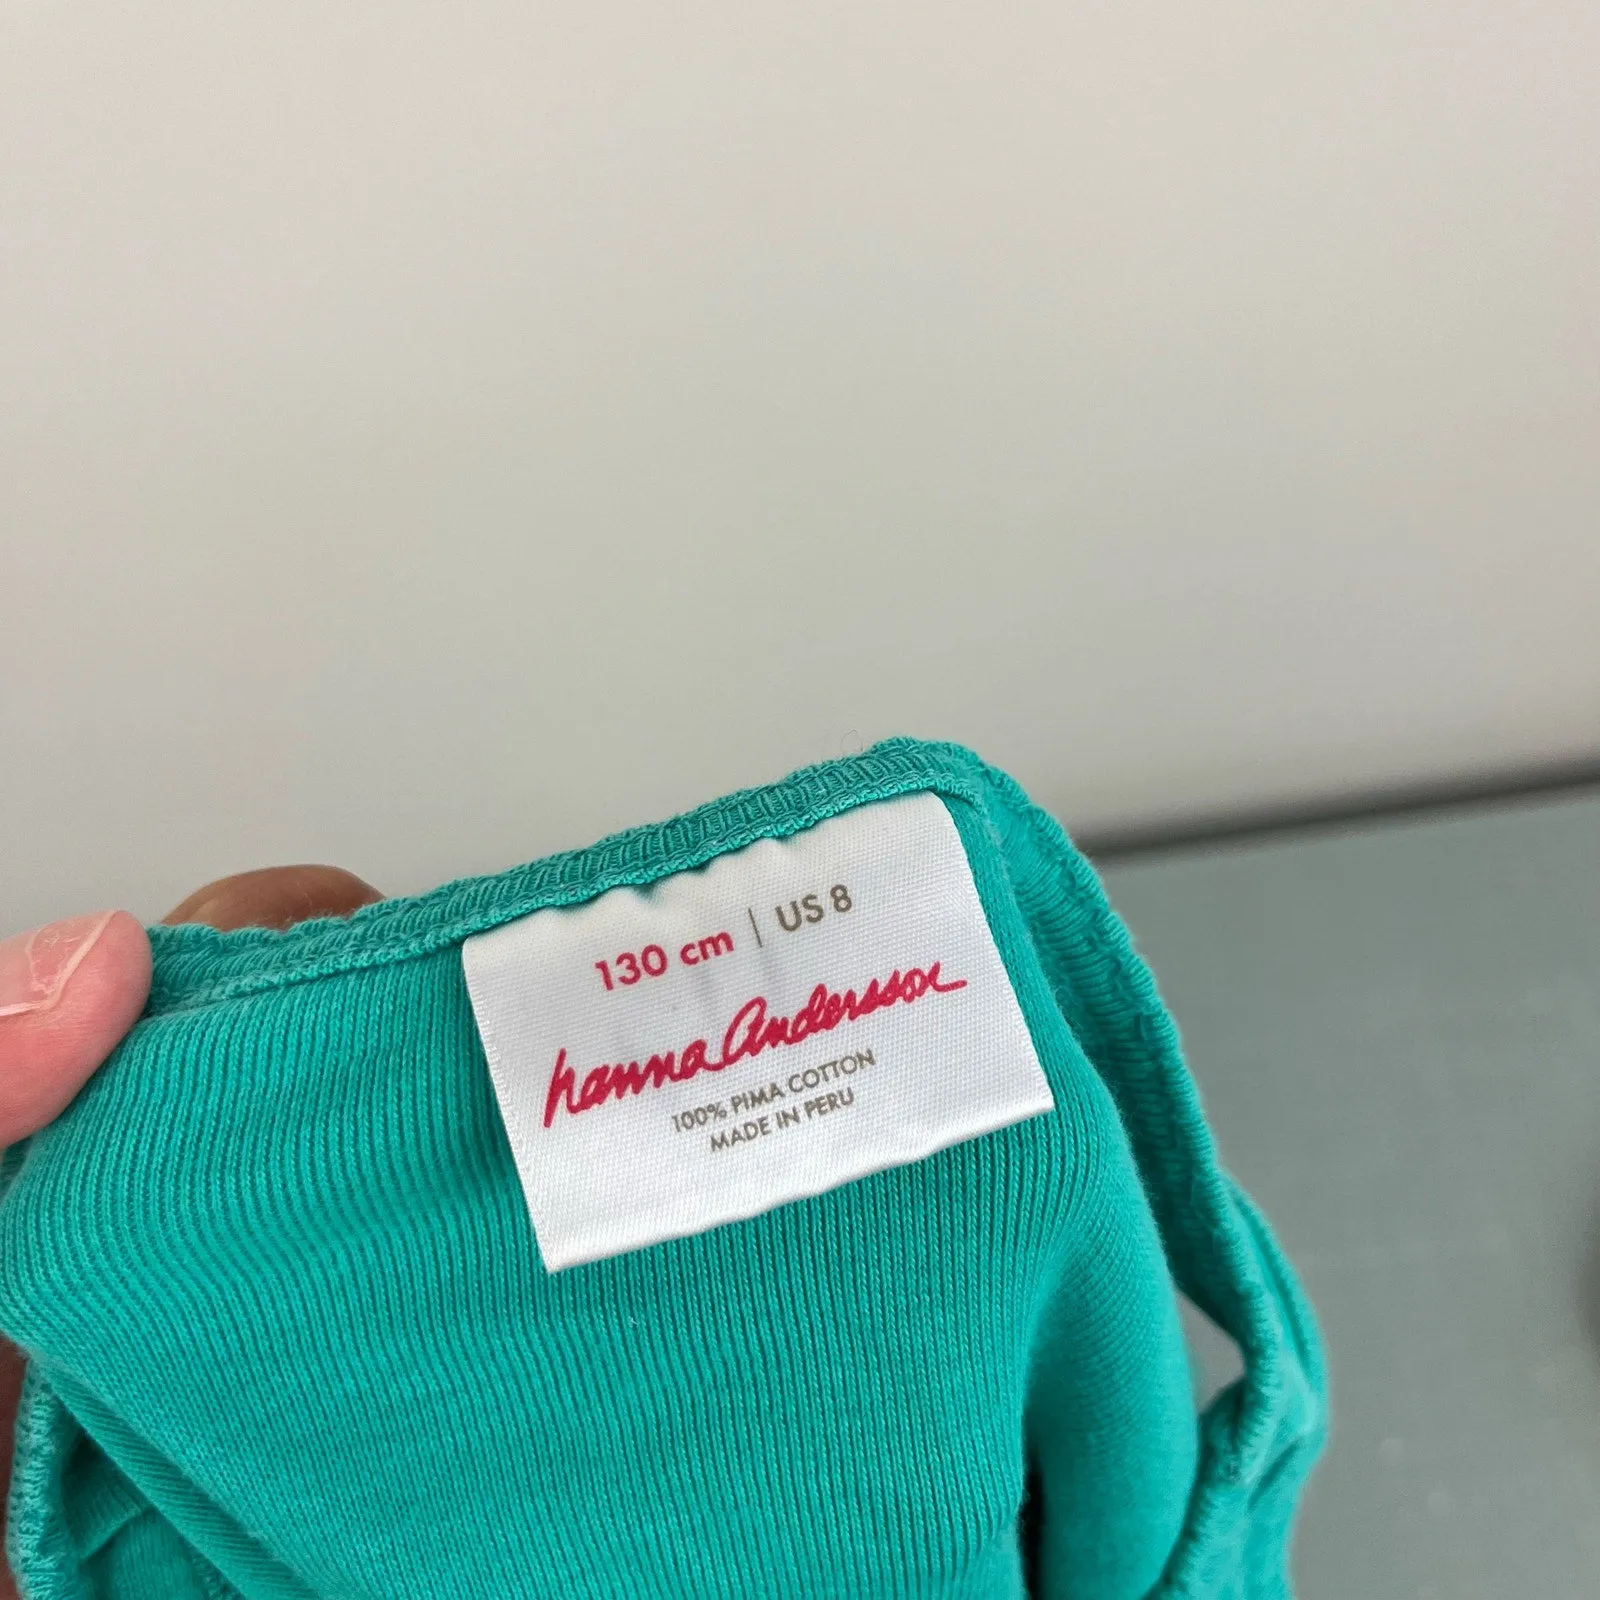 130 cm | US 8
hanna Andersson
100% PIMA COTTON
MADE IN PERU